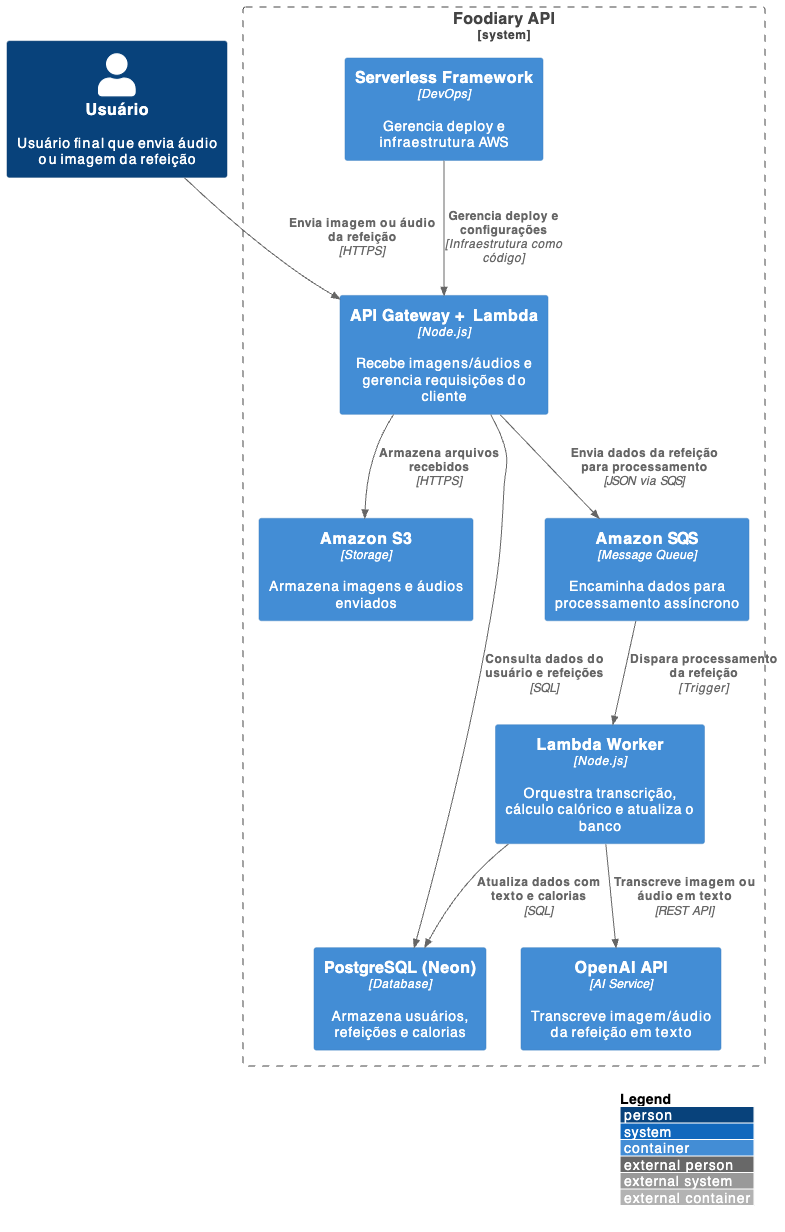 Foodiary API
[system]
Serverless Framework
[DevOps]
Gerencia deploy e
infraestrutura AWS
Usuário
Usuário final que envia áudio
ou imagem da refeição
Envia imagem ou áudio
da refeição
[HTTPS]
Gerencia deploy e
configurações
[Infraestrutura como
código]
API Gateway + Lambda
[Node.js]
Recebe imagens/áudios e
gerencia requisições do
cliente
Armazena arquivos
recebidos
[HTTPS]
Envia dados da refeição
para processamento
[JSON via SQS]
Amazon S3
[Storage]
Armazena imagens e áudios
enviados
Amazon SQS
[Message Queue]
Encaminha dados para
processamento assíncrono
Consulta dados do
usuário e refeições
[SQL]
Dispara processamento
da refeição
[Trigger]
Lambda Worker
[Node.js]
Orquestra transcrição,
cálculo calórico e atualiza o
banco
Atualiza dados com
texto e calorias
[SQL]
Transcreve imagem ou
áudio em texto
[REST API]
PostgreSQL (Neon)
[Database]
Armazena usuários,
refeições e calorias
OpenAI API
[AI Service]
Transcreve imagem/áudio
da refeição em texto
Legend
person
system
container
external person
external system
external container